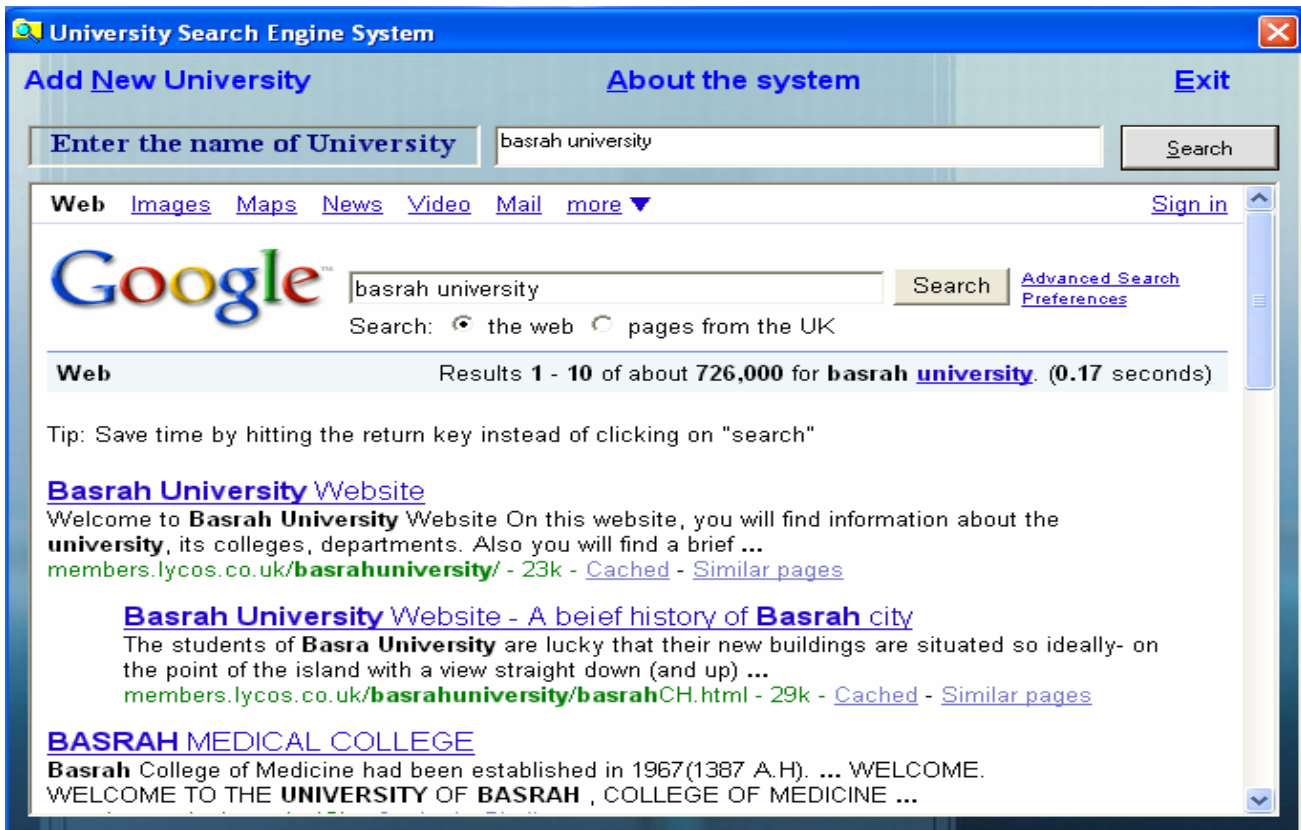 University Search Engine System
Add New University About the system Exit
Enter the name of University basrah university Search
Web Images Maps News Video Mail more ▼ Sign in
Google™ basrah university Search Advanced Search
Preferences
Search: the web pages from the UK
Web Results 1 - 10 of about 726,000 for basrah university. (0.17 seconds)
Tip: Save time by hitting the return key instead of clicking on "search"
Basrah University Website
Welcome to Basrah University Website On this website, you will find information about the
university, its colleges, departments. Also you will find a brief ...
members.lycos.co.uk/basrahuniversity/ - 23k - Cached - Similar pages
Basrah University Website - A beief history of Basrah city
The students of Basra University are lucky that their new buildings are situated so ideally- on
the point of the island with a view straight down (and up) ...
members.lycos.co.uk/basrahuniversity/basrahCH.html - 29k - Cached - Similar pages
BASRAH MEDICAL COLLEGE
Basrah College of Medicine had been established in 1967(1387 A.H). ... WELCOME.
WELCOME TO THE UNIVERSITY OF BASRAH , COLLEGE OF MEDICINE ...